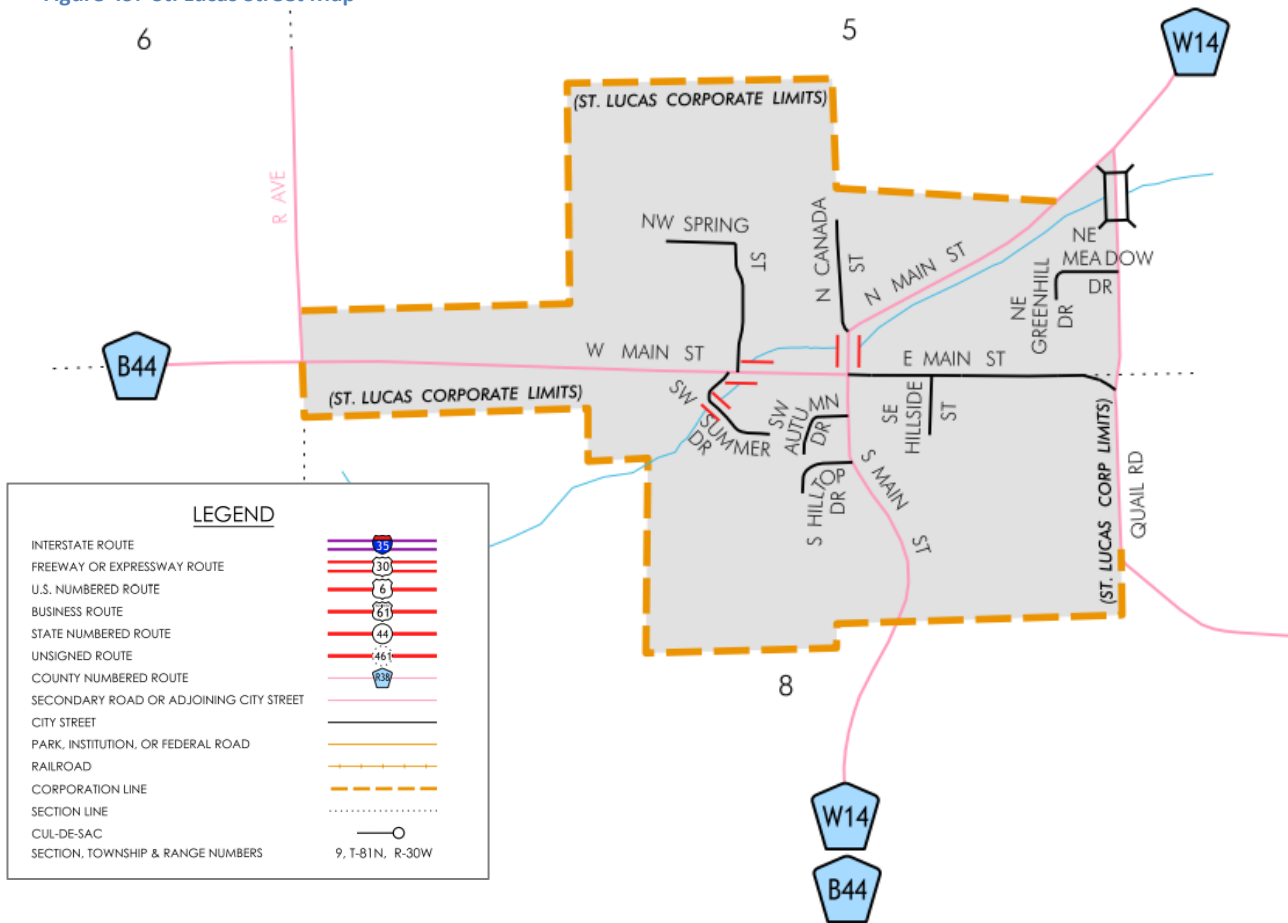 6
5
W14
(ST. LUCAS CORPORATE LIMITS)
R AVE
NW SPRING
ST
N CANADA
ST
N MAIN ST
NE
MEADOW
DR
NE
GREENHILL
DR
B44
W MAIN ST
E MAIN ST
(ST. LUCAS CORPORATE LIMITS)
SW
SUMMER
DR
SW
AUTUMN
DR
SE
HILLSIDE
ST
S HILLTOP
DR
S MAIN
ST
(ST. LUCAS CORP LIMITS)
QUAIL RD
8
W14
B44
LEGEND
INTERSTATE ROUTE 35
FREEWAY OR EXPRESSWAY ROUTE 30
U.S. NUMBERED ROUTE 6
BUSINESS ROUTE 61
STATE NUMBERED ROUTE 44
UNSIGNED ROUTE 461
COUNTY NUMBERED ROUTE R38
SECONDARY ROAD OR ADJOINING CITY STREET
CITY STREET
PARK, INSTITUTION, OR FEDERAL ROAD
RAILROAD
CORPORATION LINE
SECTION LINE
CUL-DE-SAC
SECTION, TOWNSHIP & RANGE NUMBERS 9, T-81N, R-30W